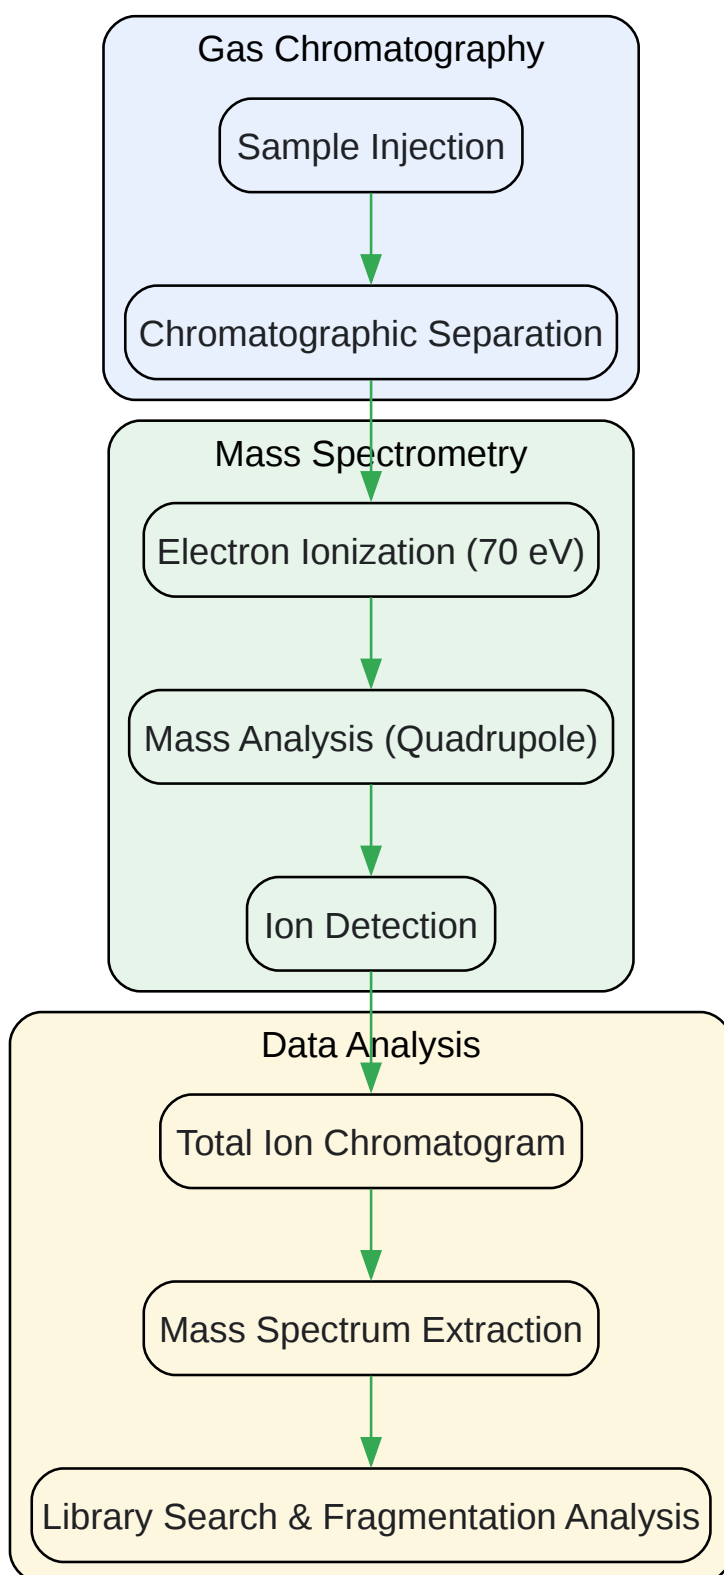 Gas Chromatography
Sample Injection
Chromatographic Separation
Mass Spectrometry
Electron Ionization (70 eV)
Mass Analysis (Quadrupole)
Ion Detection
Data Analysis
Total Ion Chromatogram
Mass Spectrum Extraction
Library Search & Fragmentation Analysis